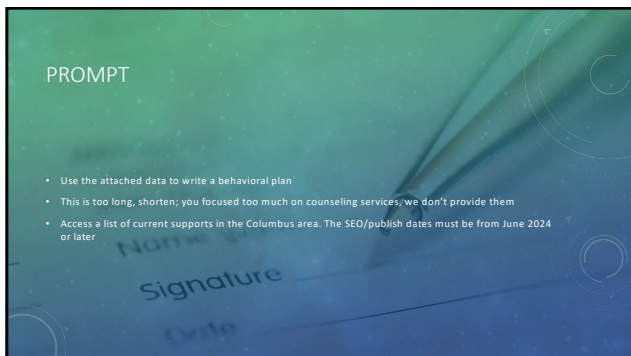 PROMPT
• Use the attached data to write a behavioral plan
• This is too long, shorten; you focused too much on counseling services, we don't provide them
• Access a list of current supports in the Columbus area. The SEO/publish dates must be from June 2024
or later
Name
Signature
Date